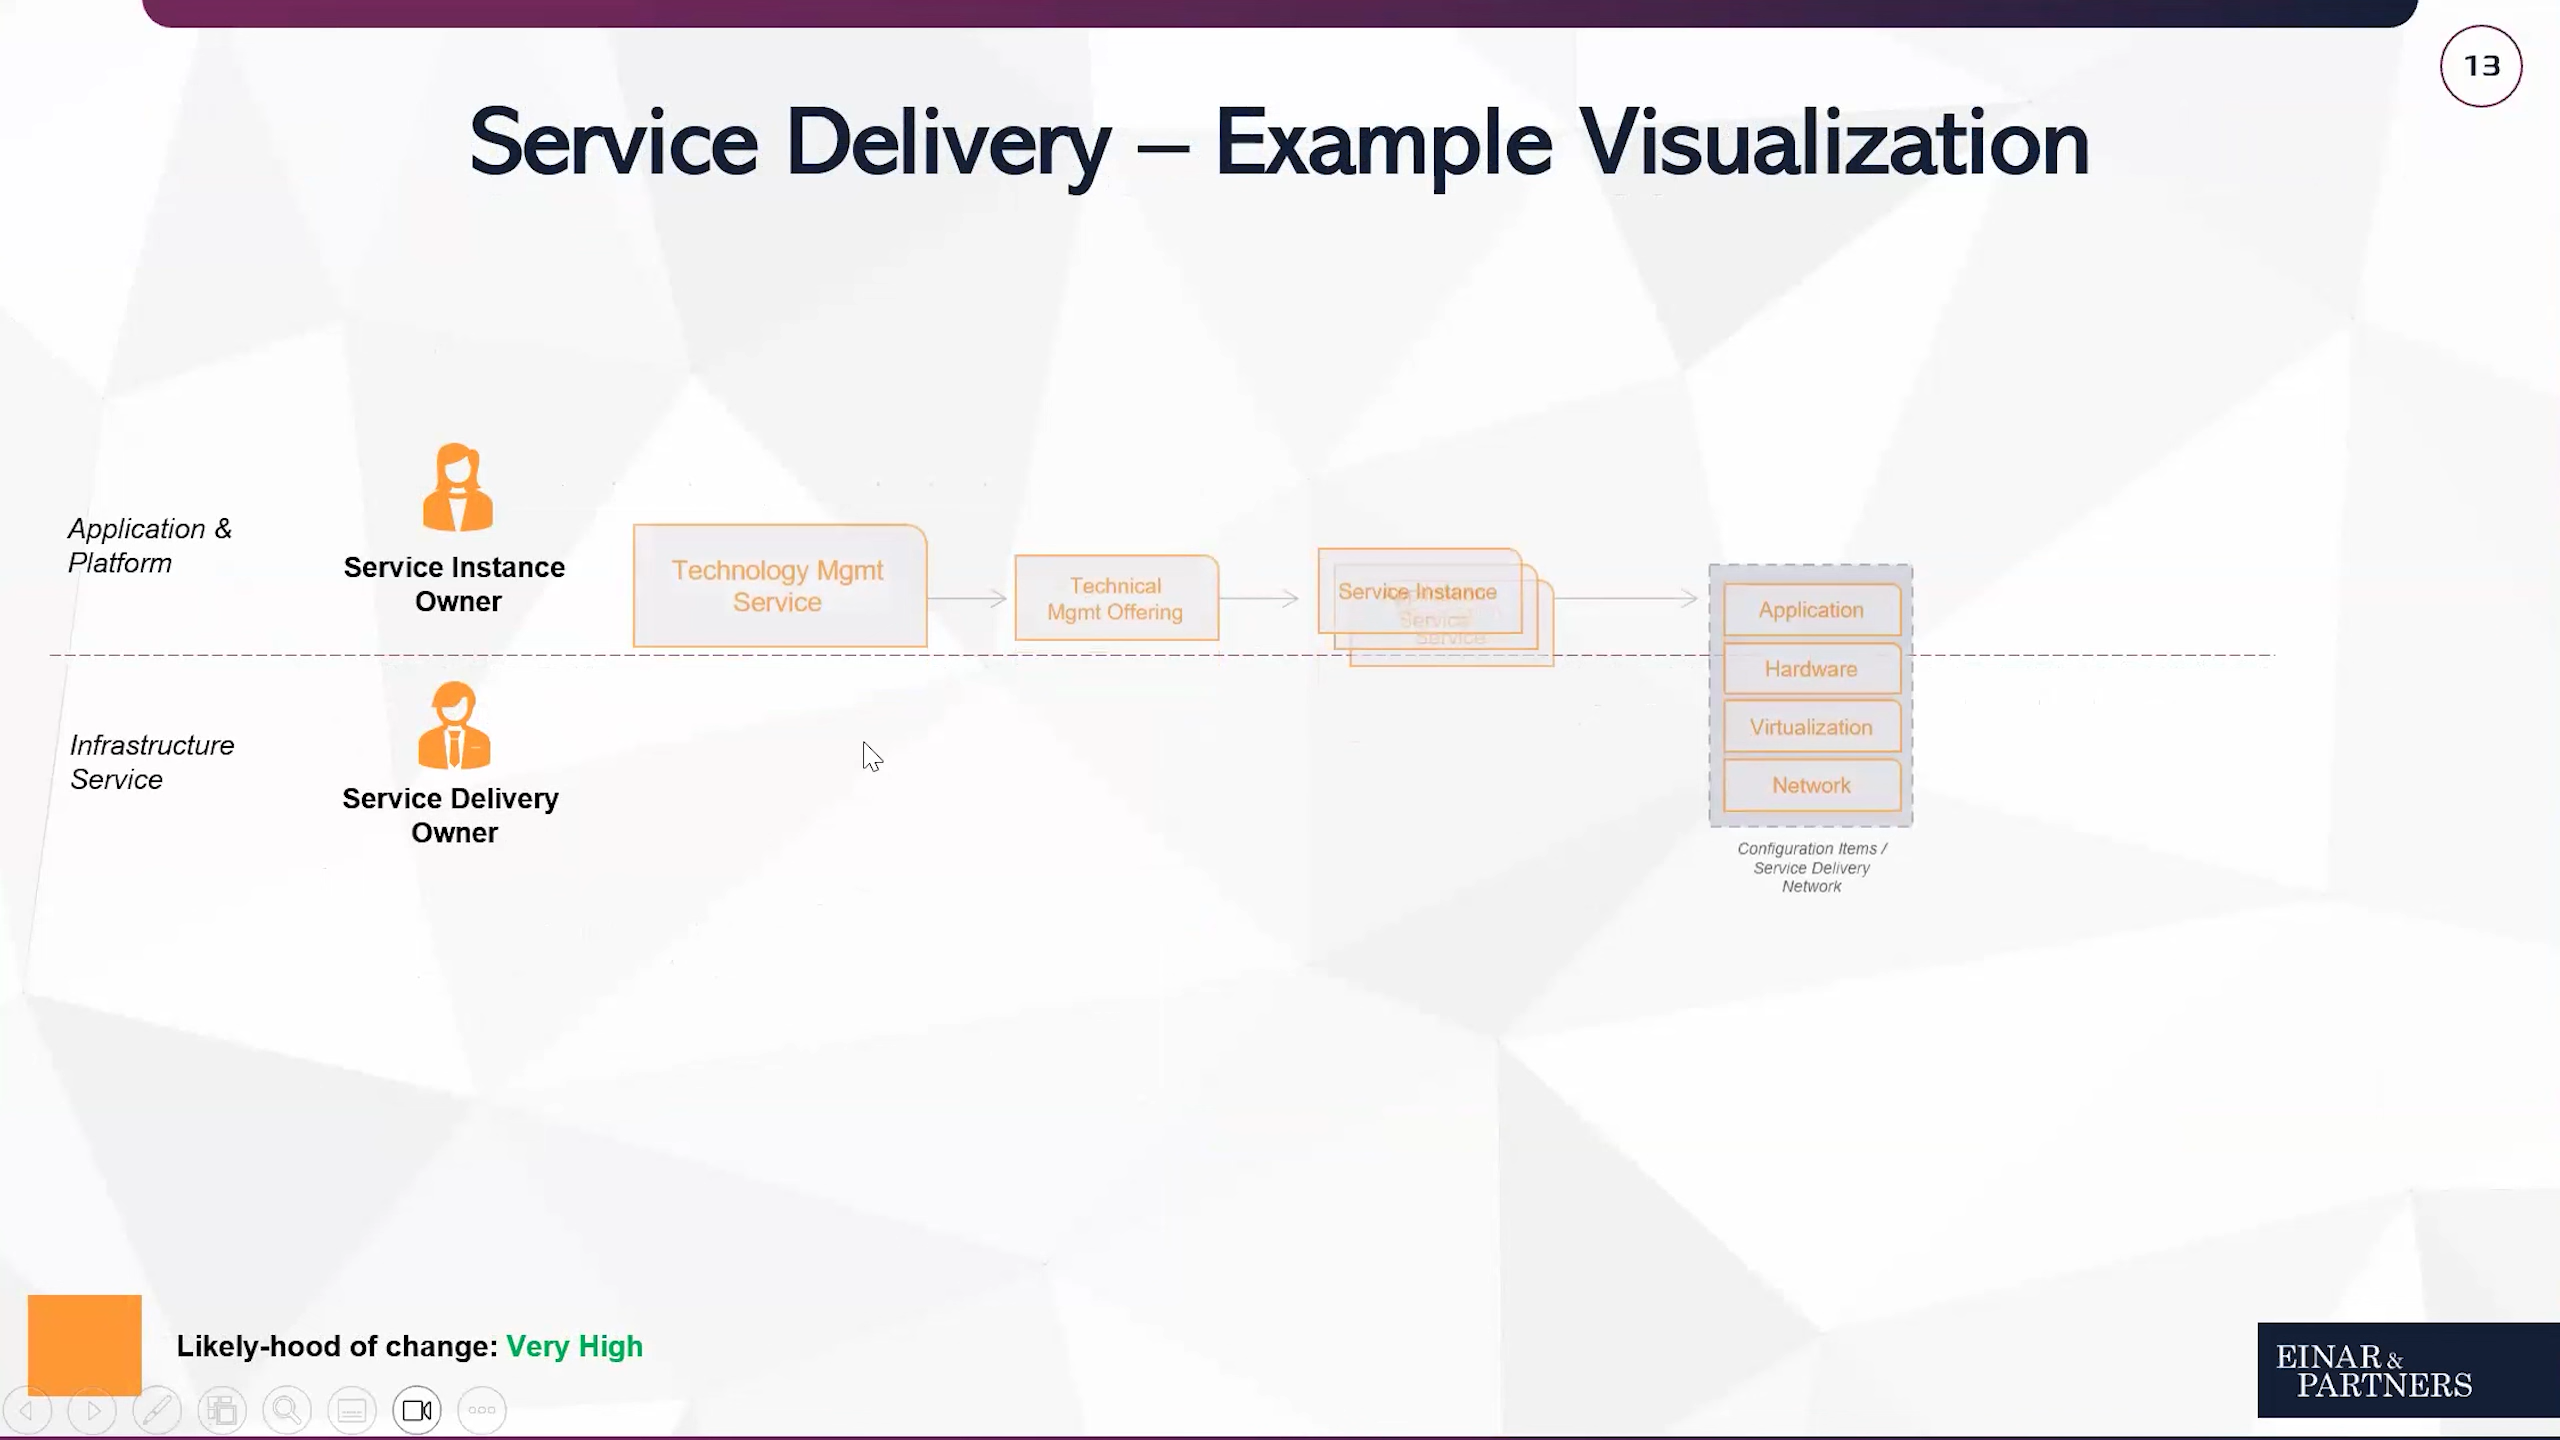 13
Service Delivery – Example Visualization
Application &
Platform
Service Instance
Owner
Technology Mgmt
Service
Technical
Mgmt Offering
Service Instance
Service
Service
Application
Hardware
Virtualization
Network
Configuration Items /
Service Delivery
Network
Infrastructure
Service
Service Delivery
Owner
Likely-hood of change: Very High
EINAR &
PARTNERS